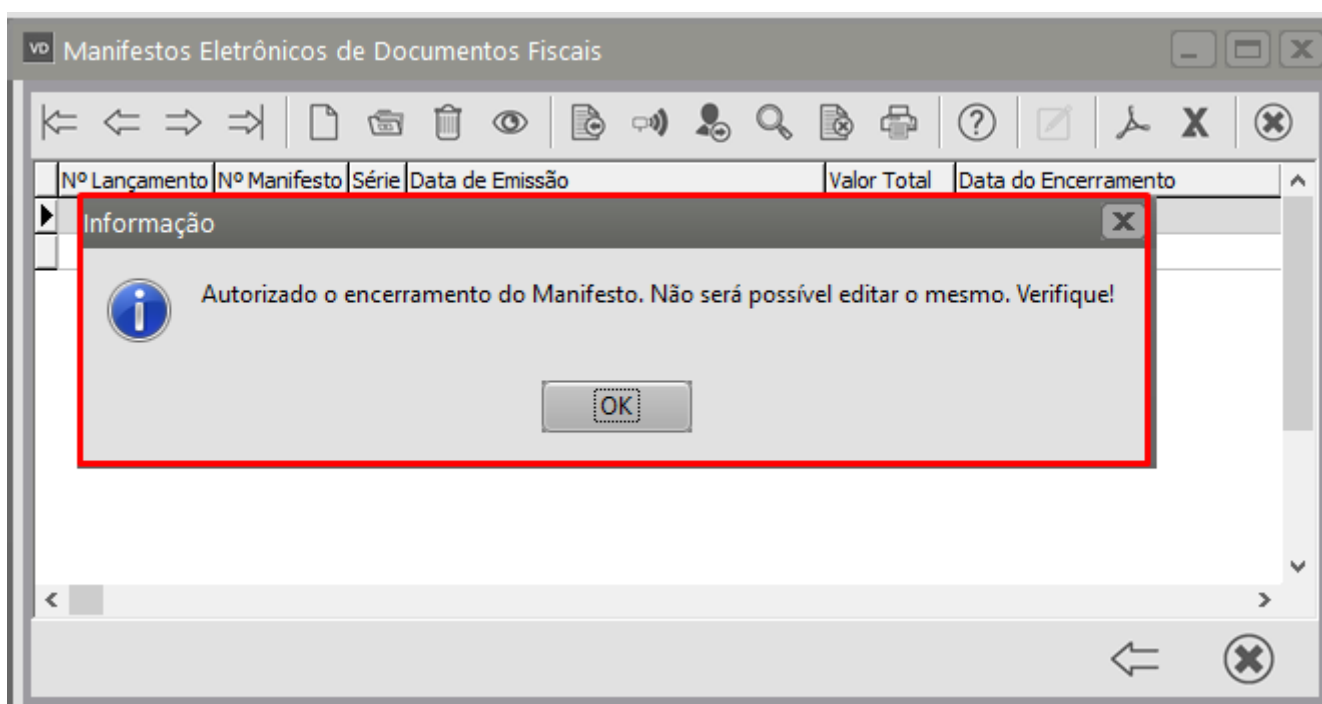 VD Manifestos Eletrônicos de Documentos Fiscais
Nº Lançamento Nº Manifesto Série Data de Emissão Valor Total Data do Encerramento
Informação
Autorizado o encerramento do Manifesto. Não será possível editar o mesmo. Verifique!
OK